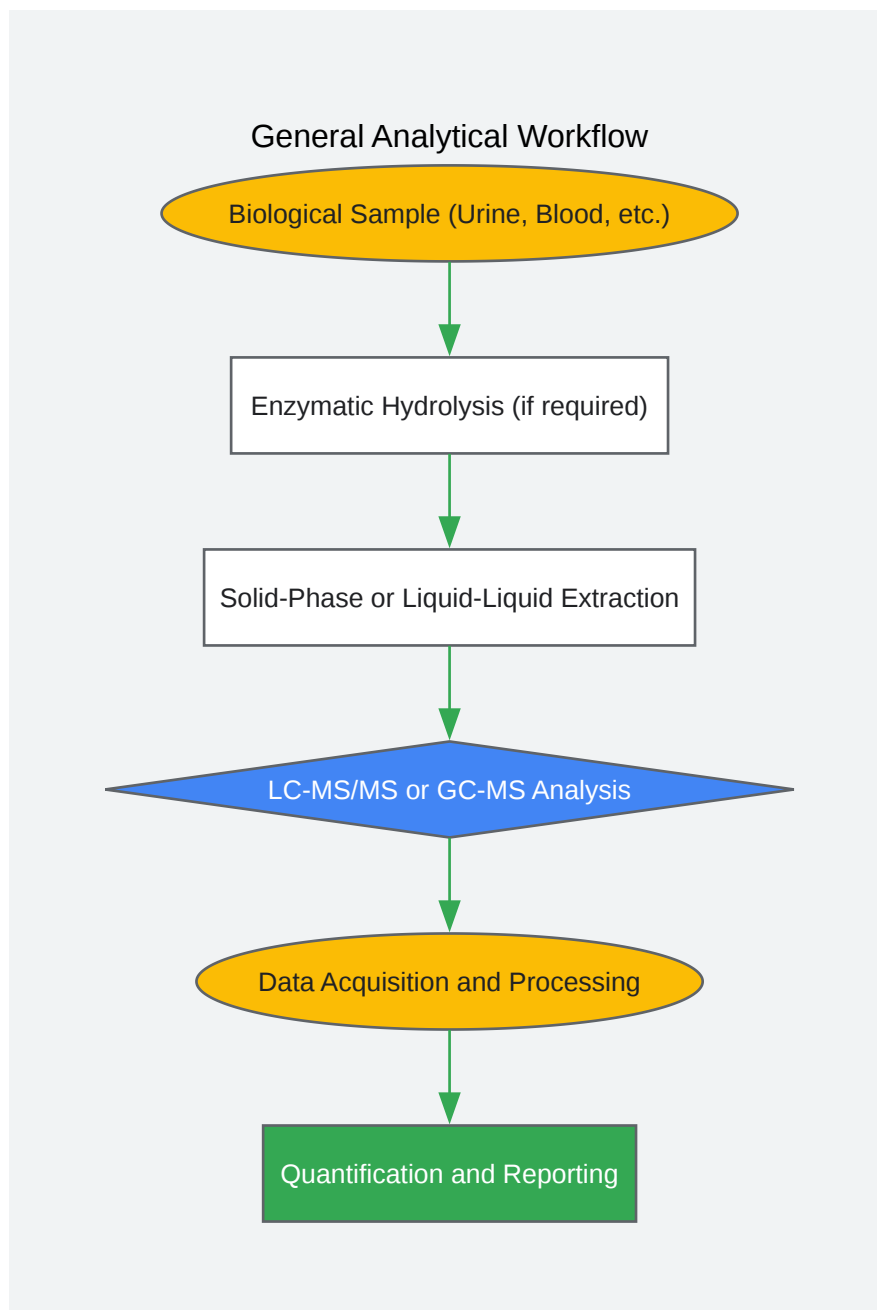 General Analytical Workflow
Biological Sample (Urine, Blood, etc.)
Enzymatic Hydrolysis (if required)
Solid-Phase or Liquid-Liquid Extraction
LC-MS/MS or GC-MS Analysis
Data Acquisition and Processing
Quantification and Reporting